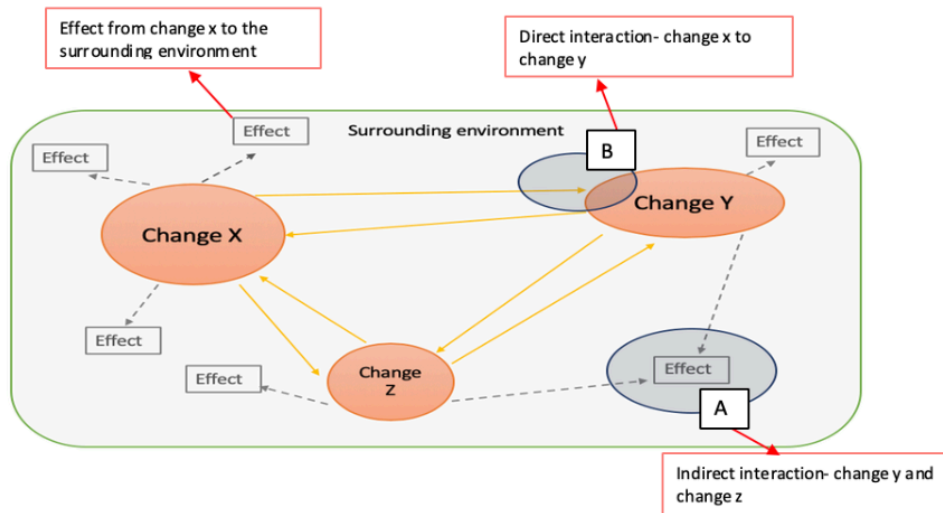 Effect from change x to the
surrounding environment
Direct interaction- change x to
change y
Effect
Surrounding environment
B
Effect
Effect
Change X
Change Y
Effect
Effect
Change
Z
Effect
A
Indirect interaction- change y and
change z